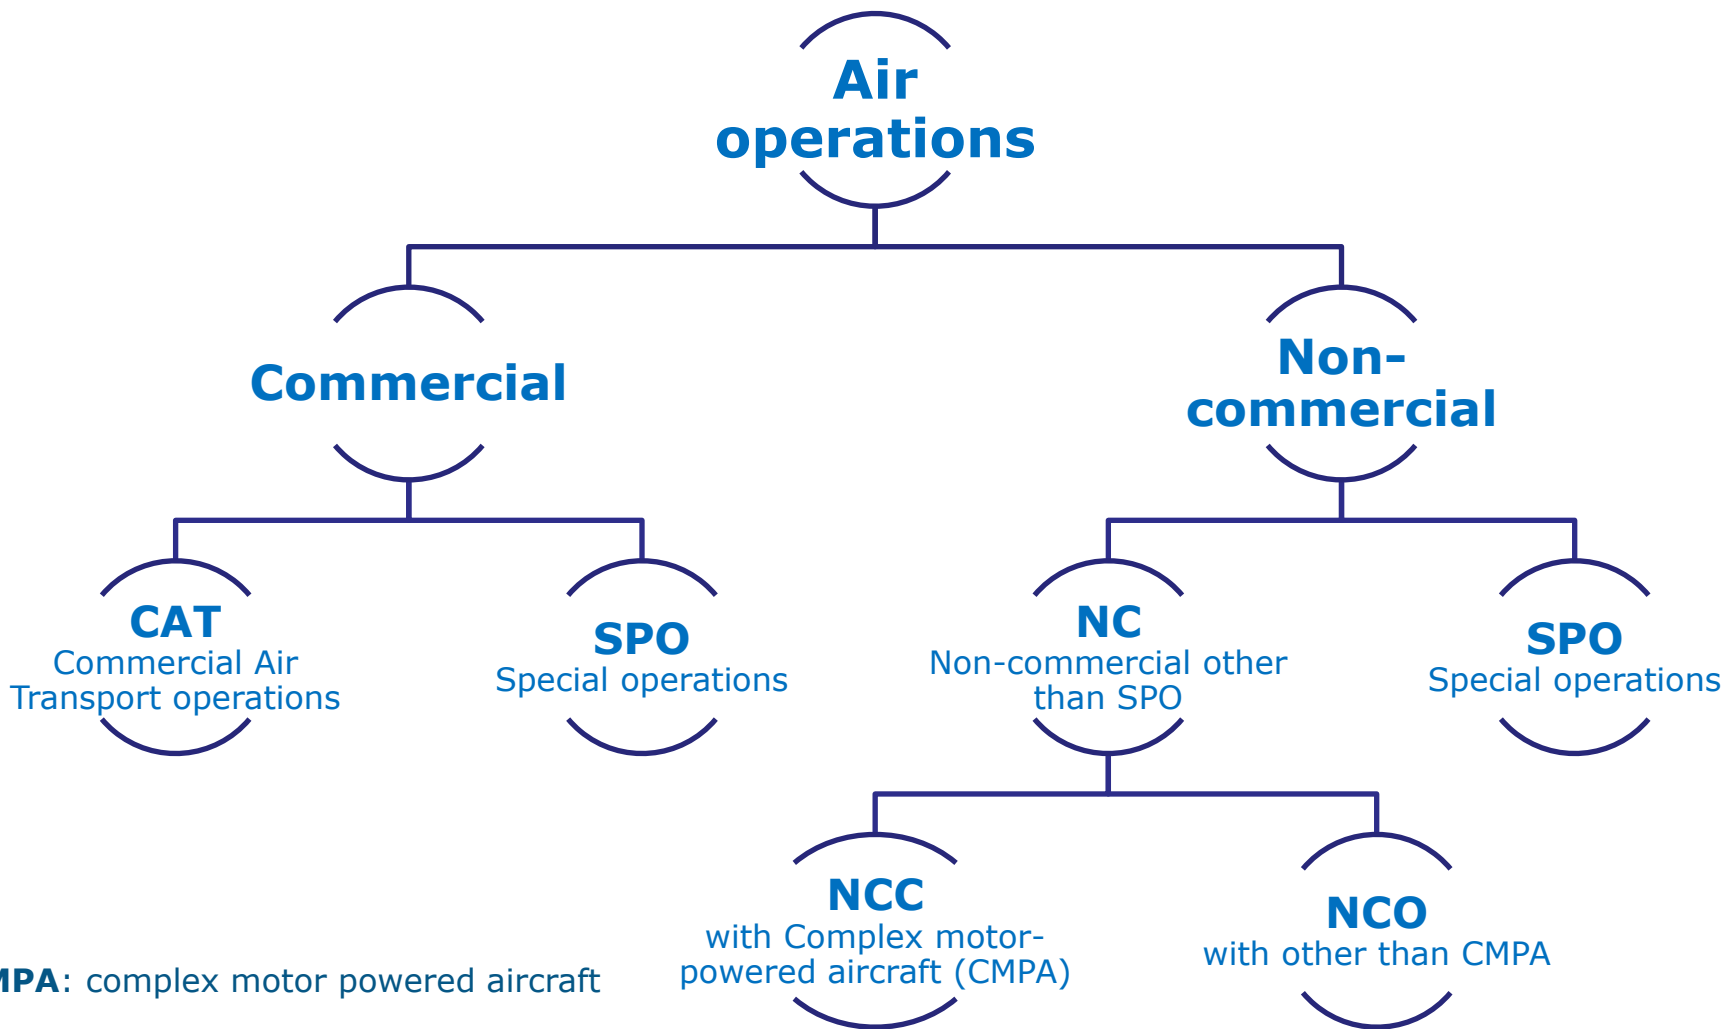 Air
operations
Commercial
Non-
commercial
CAT
Commercial Air
Transport operations
SPO
Special operations
NC
Non-commercial other
than SPO
SPO
Special operations
NCC
with Complex motor-
powered aircraft (CMPA)
NCO
with other than CMPA
MPA: complex motor powered aircraft